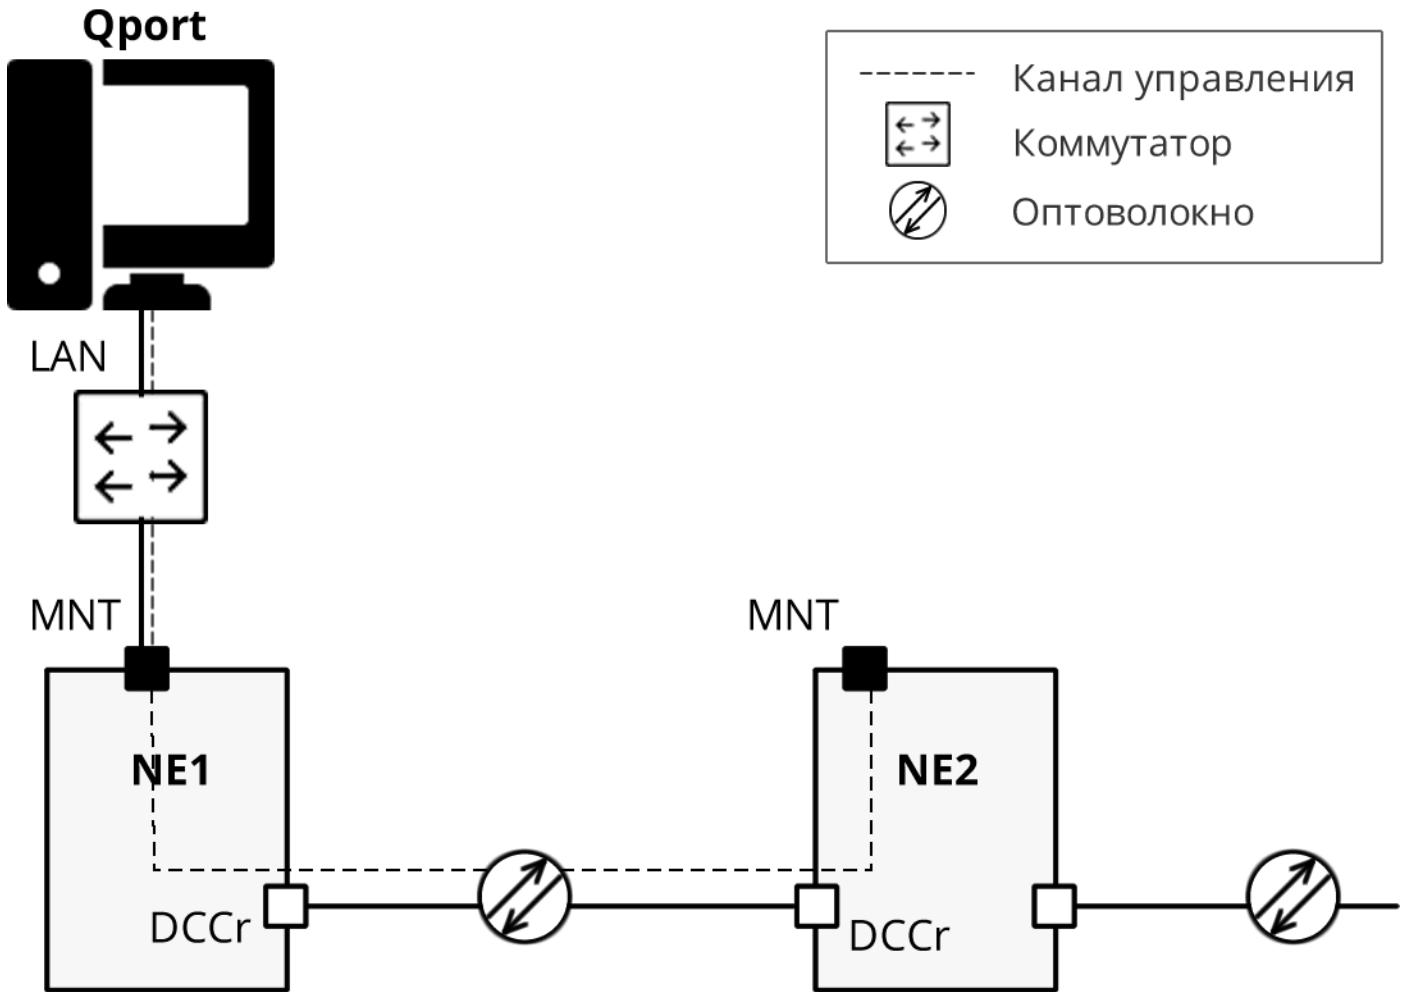 Qport
Канал управления
Коммутатор
Оптоволокно
LAN
MNT
MNT
NE1
NE2
DCCr
DCCr